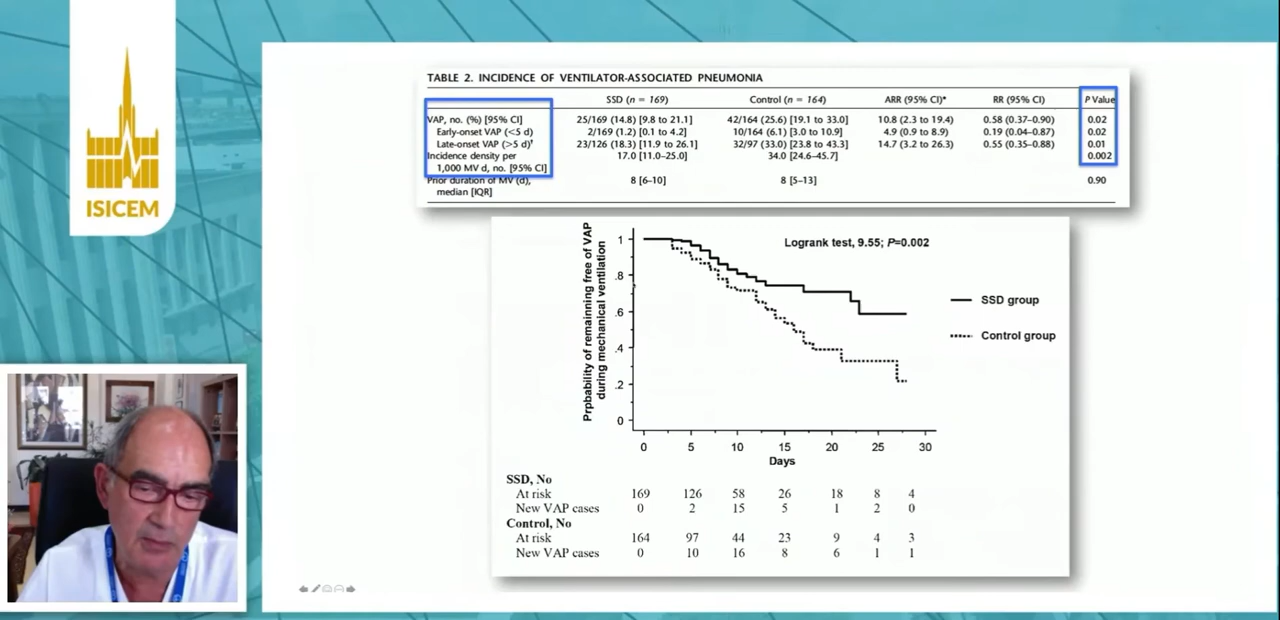 ISICEM
TABLE 2. INCIDENCE OF VENTILATOR-ASSOCIATED PNEUMONIA
SSD (n = 169) Control (n = 164) ARR (95% CI)* RR (95% CI) P Value
VAP, no. (%) [95% CI] 25/169 (14.8) [9.8 to 21.1] 42/164 (25.6) [19.1 to 33.0] 10.8 (2.3 to 19.4) 0.58 (0.37–0.90) 0.02
Early-onset VAP (<5 d) 2/169 (1.2) [0.1 to 4.2] 10/164 (6.1) [3.0 to 10.9] 4.9 (0.9 to 8.9) 0.19 (0.04–0.87) 0.02
Late-onset VAP (>5 d)† 23/126 (18.3) [11.9 to 26.1] 32/97 (33.0) [23.8 to 43.3] 14.7 (3.2 to 26.3) 0.55 (0.35–0.88) 0.01
Incidence density per 17.0 [11.0–25.0] 34.0 [24.6–45.7] 0.002
1,000 MV d, no. [95% CI]
Prior duration of MV (d), 8 [6–10] 8 [5–13] 0.90
median [IQR]
Prpbability of remainning free of VAP
during mechanical ventilation
Logrank test, 9.55; P=0.002
1
.8
.6
.4
.2
0
SSD group
Control group
0 5 10 15 20 25 30
Days
SSD, No
At risk 169 126 58 26 18 8 4
New VAP cases 0 2 15 5 1 2 0
Control, No
At risk 164 97 44 23 9 4 3
New VAP cases 0 10 16 8 6 1 1